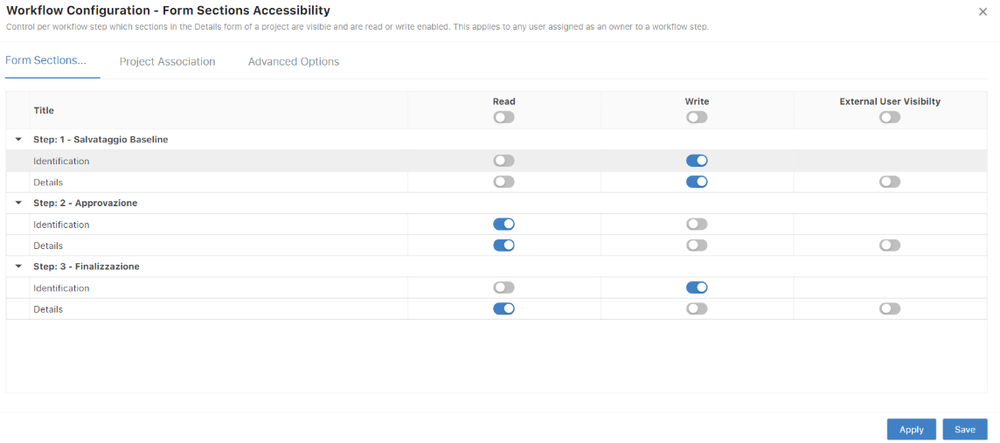 Workflow Configuration - Form Sections Accessibility
Control per workflow step which sections in the Details form of a project are visible and are read or write enabled. This applies to any user assigned as an owner to a workflow step.
Form Sections... Project Association Advanced Options
Title Read Write External User Visibilty
Step: 1 - Salvataggio Baseline
Identification
Details
Step: 2 - Approvazione
Identification
Details
Step: 3 - Finalizzazione
Identification
Details
Apply Save